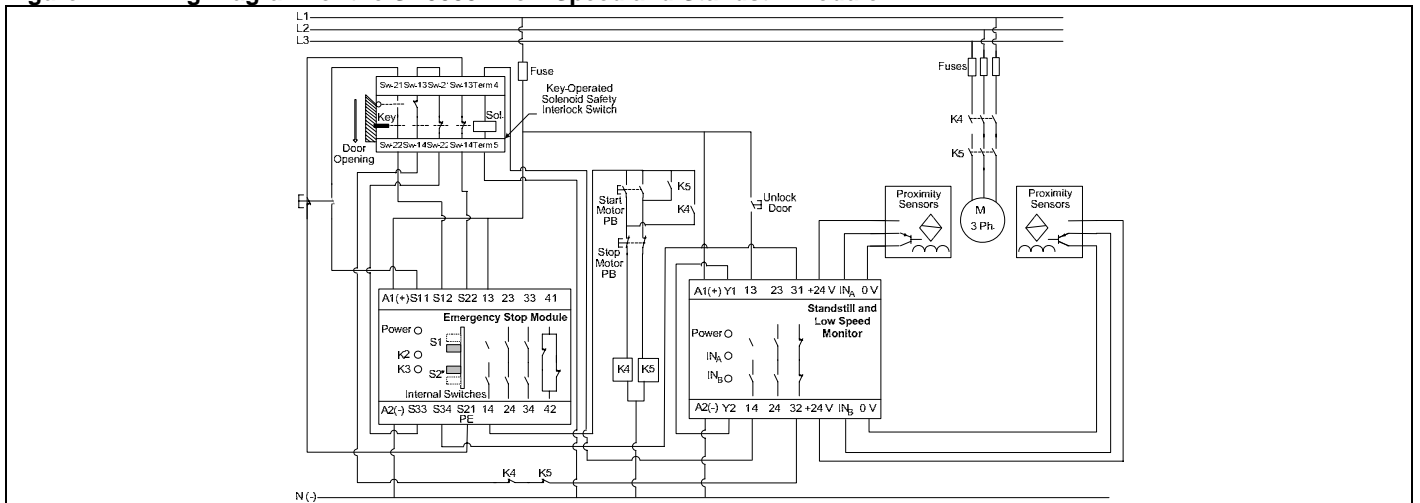 L1
L2
L3
Fuse
Fuses
Sw-21 Sw-13 Sw-21 Sw-13 Term 4
Key-Operated
Solenoid Safety
Interlock Switch
Key
Sol.
Sw-22 Sw-14 Sw-22 Sw-14 Term 5
Door
Opening
K4
K5
K5
K4
Start
Motor
PB
Stop
Motor
PB
Unlock
Door
Proximity
Sensors
M
3 Ph.
Proximity
Sensors
A1(+) S11 S12 S22 13 23 33 41
Emergency Stop Module
Power
S1
K2
K3
S2*
Internal Switches
A2(-) S33 S34 S21 14 24 34 42
PE
K4 K5
A1(+) Y1 13 23 31 +24 V INA 0 V
Standstill and
Low Speed
Monitor
Power
INA
INB
A2(-) Y2 14 24 32 +24 V INB 0 V
K4 K5
N (-)